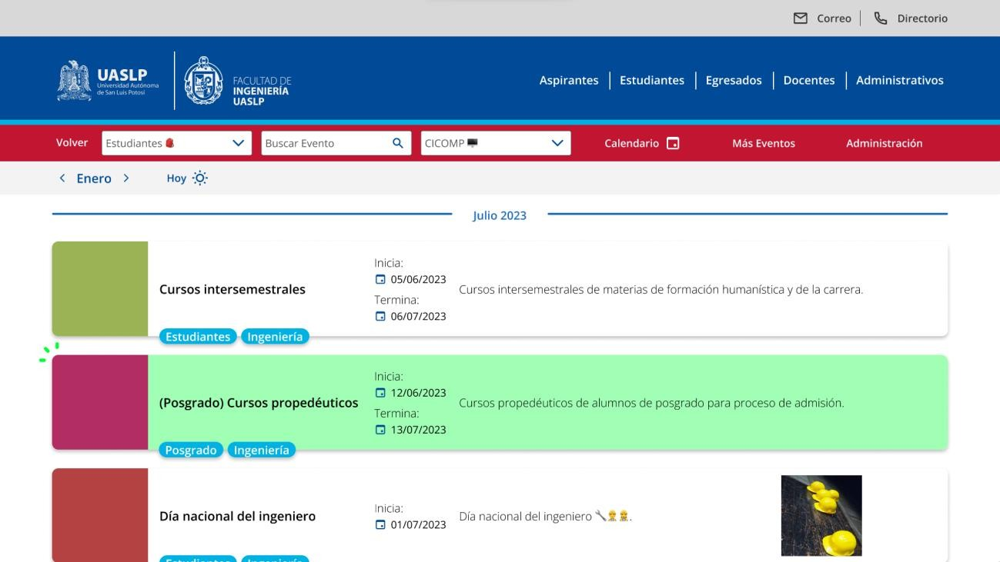 Correo
Directorio
UASLP
Universidad Autónoma
de San Luis Potosí
FACULTAD DE
INGENIERÍA
UASLP
Aspirantes
Estudiantes
Egresados
Docentes
Administrativos
Volver
Estudiantes
Buscar Evento
CICOMP
Calendario
Más Eventos
Administración
Enero
Hoy
Julio 2023
Cursos intersemestrales
Inicia:
05/06/2023
Termina:
06/07/2023
Cursos intersemestrales de materias de formación humanística y de la carrera.
Estudiantes
Ingeniería
(Posgrado) Cursos propedéuticos
Inicia:
12/06/2023
Termina:
13/07/2023
Cursos propedéuticos de alumnos de posgrado para proceso de admisión.
Posgrado
Ingeniería
Día nacional del ingeniero
Inicia:
01/07/2023
Día nacional del ingeniero 🔧👷👷.
Estudiantes
Ingeniería